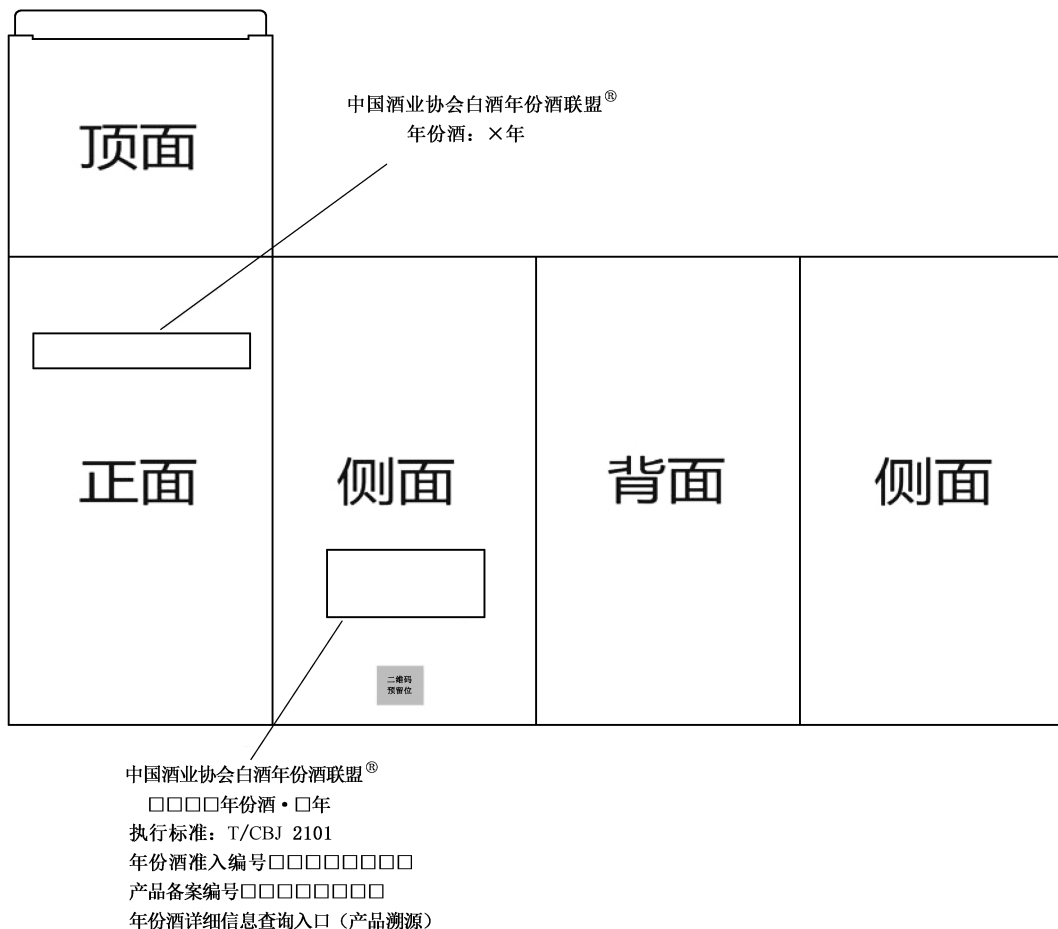 中国酒业协会白酒年份酒联盟®
年份酒：×年
顶面
正面
侧面
背面
侧面
二维码
预留位
中国酒业协会白酒年份酒联盟®
□□□□年份酒·□年
执行标准：T/CBJ 2101
年份酒准入编号□□□□□□□□
产品备案编号□□□□□□□□
年份酒详细信息查询入口（产品溯源）